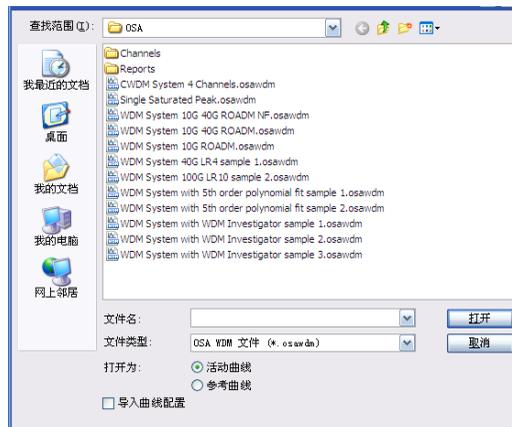 查找范围(I): OSA
我最近的文档
桌面
我的文档
我的电脑
网上邻居
Channels
Reports
CWDM System 4 Channels.osawdm
Single Saturated Peak.osawdm
WDM System 10G 40G ROADM NF.osawdm
WDM System 10G 40G ROADM.osawdm
WDM System 10G ROADM.osawdm
WDM System 40G LR4 sample 1.osawdm
WDM System 100G LR10 sample 2.osawdm
WDM System with 5th order polynomial fit sample 1.osawdm
WDM System with 5th order polynomial fit sample 2.osawdm
WDM System with WDM Investigator sample 1.osawdm
WDM System with WDM Investigator sample 2.osawdm
WDM System with WDM Investigator sample 3.osawdm
文件名: 打开
文件类型: OSA WDM 文件 (*.osawdm) 取消
打开为: 活动曲线
参考曲线
导入曲线配置